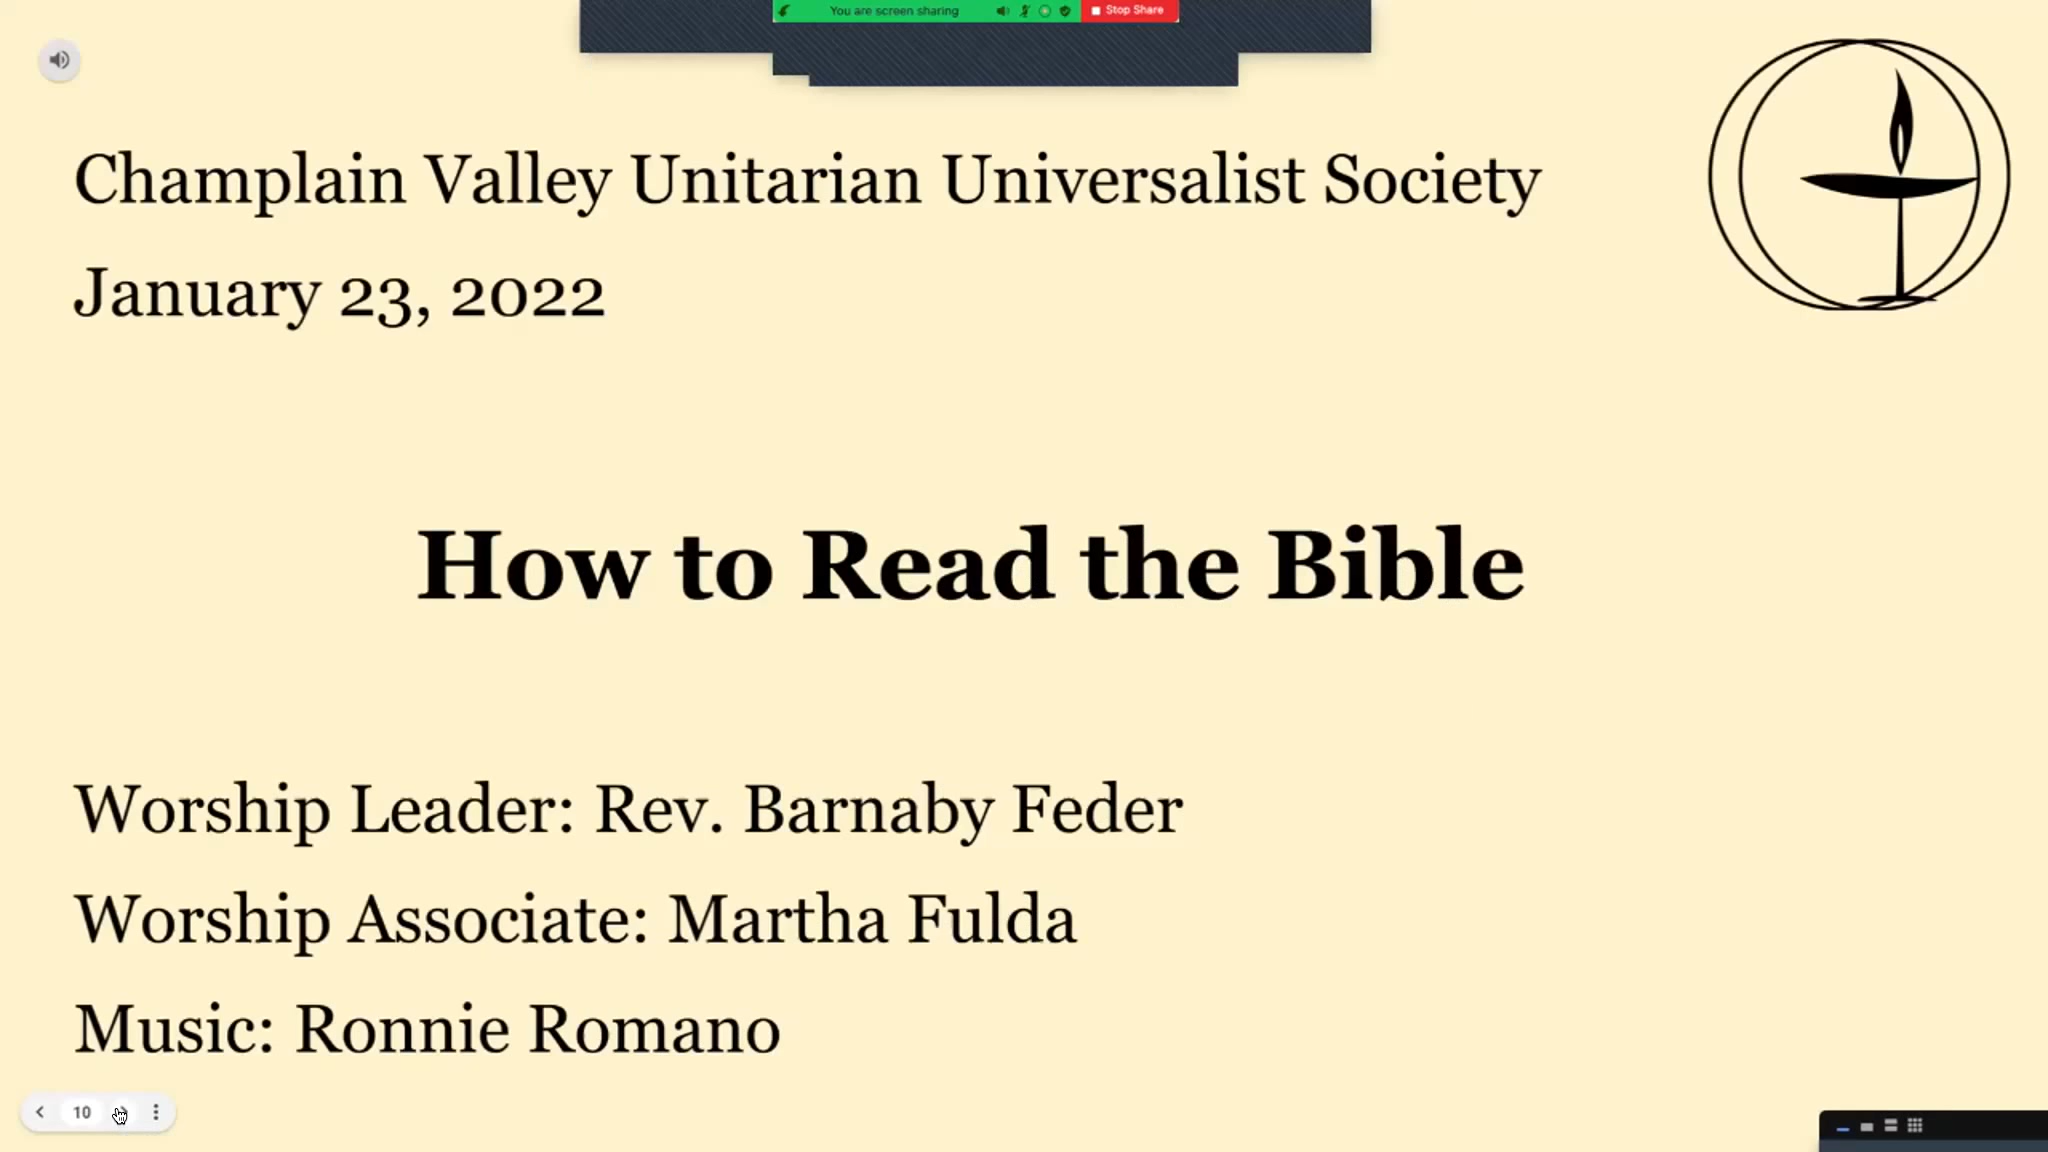 You are screen sharing
Stop Share
Champlain Valley Unitarian Universalist Society
January 23, 2022
How to Read the Bible
Worship Leader: Rev. Barnaby Feder
Worship Associate: Martha Fulda
Music: Ronnie Romano
10